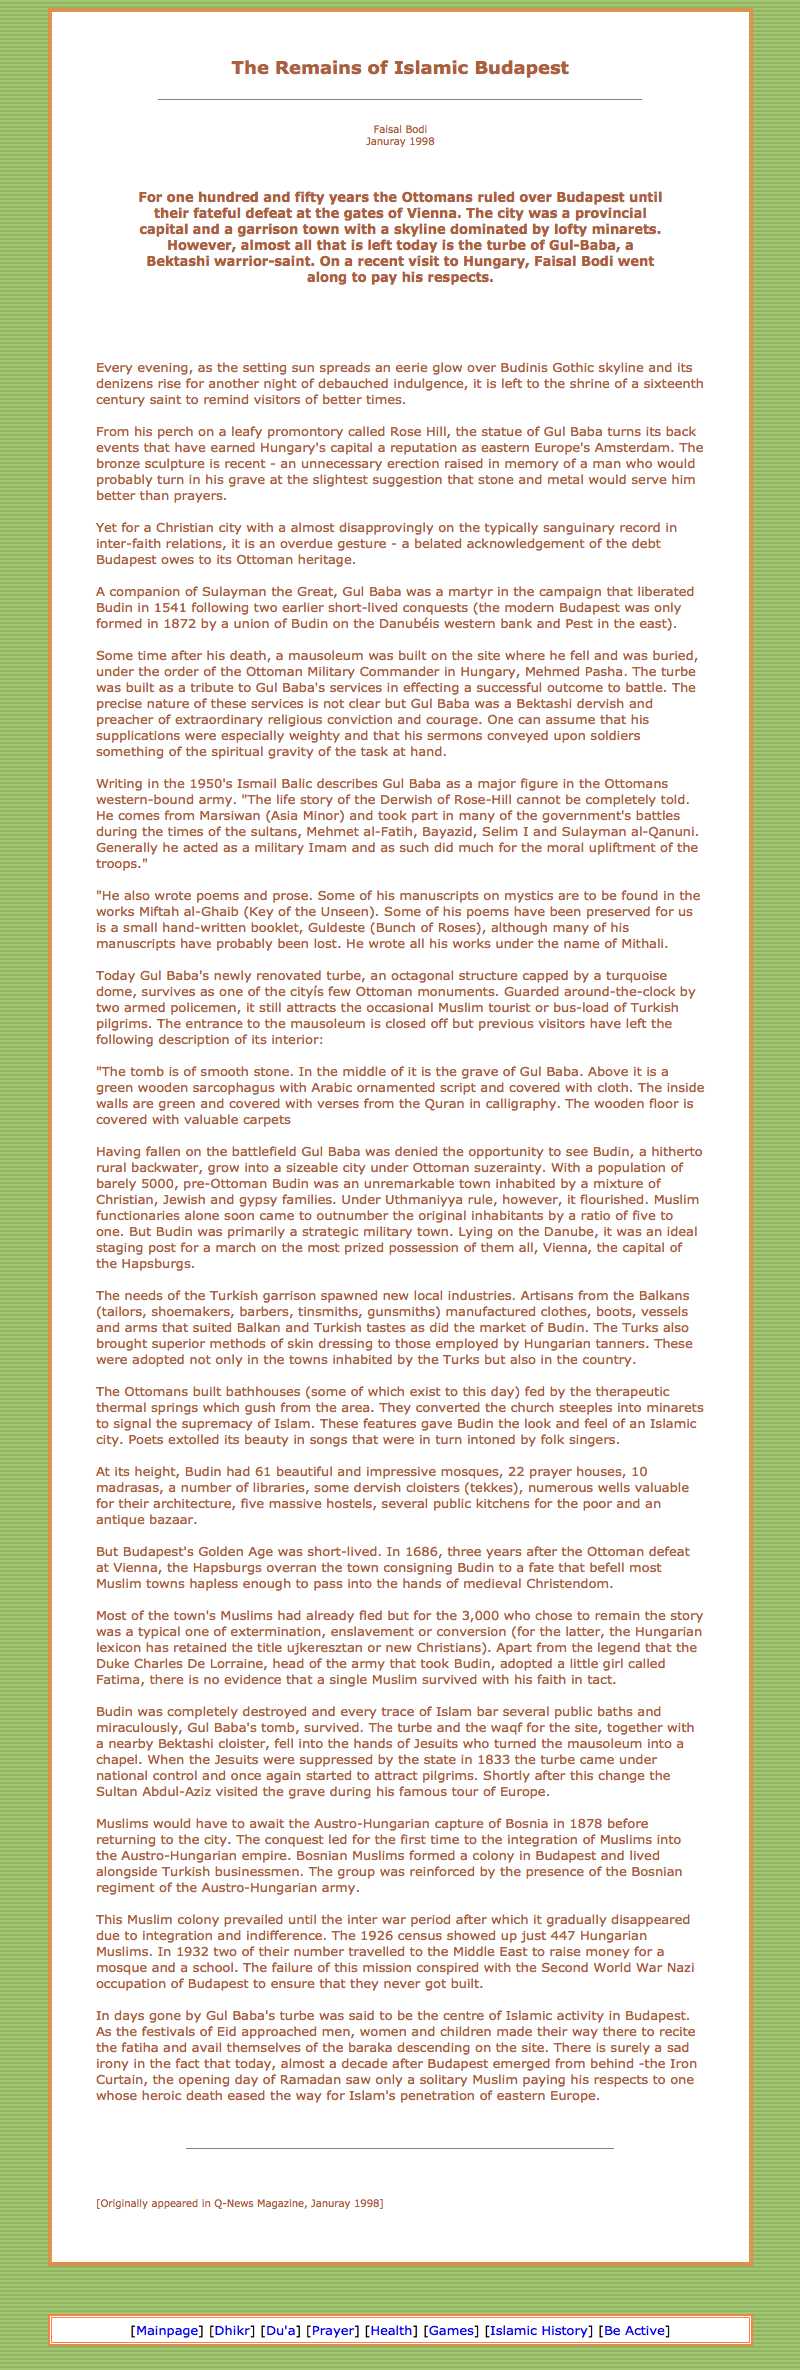 The Remains of Islamic Budapest
Faisal Bodi
Januray 1998
For one hundred and fifty years the Ottomans ruled over Budapest until
their fateful defeat at the gates of Vienna. The city was a provincial
capital and a garrison town with a skyline dominated by lofty minarets.
However, almost all that is left today is the turbe of Gul-Baba, a
Bektashi warrior-saint. On a recent visit to Hungary, Faisal Bodi went
along to pay his respects.
Every evening, as the setting sun spreads an eerie glow over Budinis Gothic skyline and its
denizens rise for another night of debauched indulgence, it is left to the shrine of a sixteenth
century saint to remind visitors of better times.
From his perch on a leafy promontory called Rose Hill, the statue of Gul Baba turns its back
events that have earned Hungary's capital a reputation as eastern Europe's Amsterdam. The
bronze sculpture is recent - an unnecessary erection raised in memory of a man who would
probably turn in his grave at the slightest suggestion that stone and metal would serve him
better than prayers.
Yet for a Christian city with a almost disapprovingly on the typically sanguinary record in
inter-faith relations, it is an overdue gesture - a belated acknowledgement of the debt
Budapest owes to its Ottoman heritage.
A companion of Sulayman the Great, Gul Baba was a martyr in the campaign that liberated
Budin in 1541 following two earlier short-lived conquests (the modern Budapest was only
formed in 1872 by a union of Budin on the Danubéis western bank and Pest in the east).
Some time after his death, a mausoleum was built on the site where he fell and was buried,
under the order of the Ottoman Military Commander in Hungary, Mehmed Pasha. The turbe
was built as a tribute to Gul Baba's services in effecting a successful outcome to battle. The
precise nature of these services is not clear but Gul Baba was a Bektashi dervish and
preacher of extraordinary religious conviction and courage. One can assume that his
supplications were especially weighty and that his sermons conveyed upon soldiers
something of the spiritual gravity of the task at hand.
Writing in the 1950's Ismail Balic describes Gul Baba as a major figure in the Ottomans
western-bound army. "The life story of the Derwish of Rose-Hill cannot be completely told.
He comes from Marsiwan (Asia Minor) and took part in many of the government's battles
during the times of the sultans, Mehmet al-Fatih, Bayazid, Selim I and Sulayman al-Qanuni.
Generally he acted as a military Imam and as such did much for the moral upliftment of the
troops."
"He also wrote poems and prose. Some of his manuscripts on mystics are to be found in the
works Miftah al-Ghaib (Key of the Unseen). Some of his poems have been preserved for us
is a small hand-written booklet, Guldeste (Bunch of Roses), although many of his
manuscripts have probably been lost. He wrote all his works under the name of Mithali.
Today Gul Baba's newly renovated turbe, an octagonal structure capped by a turquoise
dome, survives as one of the cityís few Ottoman monuments. Guarded around-the-clock by
two armed policemen, it still attracts the occasional Muslim tourist or bus-load of Turkish
pilgrims. The entrance to the mausoleum is closed off but previous visitors have left the
following description of its interior:
"The tomb is of smooth stone. In the middle of it is the grave of Gul Baba. Above it is a
green wooden sarcophagus with Arabic ornamented script and covered with cloth. The inside
walls are green and covered with verses from the Quran in calligraphy. The wooden floor is
covered with valuable carpets
Having fallen on the battlefield Gul Baba was denied the opportunity to see Budin, a hitherto
rural backwater, grow into a sizeable city under Ottoman suzerainty. With a population of
barely 5000, pre-Ottoman Budin was an unremarkable town inhabited by a mixture of
Christian, Jewish and gypsy families. Under Uthmaniyya rule, however, it flourished. Muslim
functionaries alone soon came to outnumber the original inhabitants by a ratio of five to
one. But Budin was primarily a strategic military town. Lying on the Danube, it was an ideal
staging post for a march on the most prized possession of them all, Vienna, the capital of
the Hapsburgs.
The needs of the Turkish garrison spawned new local industries. Artisans from the Balkans
(tailors, shoemakers, barbers, tinsmiths, gunsmiths) manufactured clothes, boots, vessels
and arms that suited Balkan and Turkish tastes as did the market of Budin. The Turks also
brought superior methods of skin dressing to those employed by Hungarian tanners. These
were adopted not only in the towns inhabited by the Turks but also in the country.
The Ottomans built bathhouses (some of which exist to this day) fed by the therapeutic
thermal springs which gush from the area. They converted the church steeples into minarets
to signal the supremacy of Islam. These features gave Budin the look and feel of an Islamic
city. Poets extolled its beauty in songs that were in turn intoned by folk singers.
At its height, Budin had 61 beautiful and impressive mosques, 22 prayer houses, 10
madrasas, a number of libraries, some dervish cloisters (tekkes), numerous wells valuable
for their architecture, five massive hostels, several public kitchens for the poor and an
antique bazaar.
But Budapest's Golden Age was short-lived. In 1686, three years after the Ottoman defeat
at Vienna, the Hapsburgs overran the town consigning Budin to a fate that befell most
Muslim towns hapless enough to pass into the hands of medieval Christendom.
Most of the town's Muslims had already fled but for the 3,000 who chose to remain the story
was a typical one of extermination, enslavement or conversion (for the latter, the Hungarian
lexicon has retained the title ujkeresztan or new Christians). Apart from the legend that the
Duke Charles De Lorraine, head of the army that took Budin, adopted a little girl called
Fatima, there is no evidence that a single Muslim survived with his faith in tact.
Budin was completely destroyed and every trace of Islam bar several public baths and
miraculously, Gul Baba's tomb, survived. The turbe and the waqf for the site, together with
a nearby Bektashi cloister, fell into the hands of Jesuits who turned the mausoleum into a
chapel. When the Jesuits were suppressed by the state in 1833 the turbe came under
national control and once again started to attract pilgrims. Shortly after this change the
Sultan Abdul-Aziz visited the grave during his famous tour of Europe.
Muslims would have to await the Austro-Hungarian capture of Bosnia in 1878 before
returning to the city. The conquest led for the first time to the integration of Muslims into
the Austro-Hungarian empire. Bosnian Muslims formed a colony in Budapest and lived
alongside Turkish businessmen. The group was reinforced by the presence of the Bosnian
regiment of the Austro-Hungarian army.
This Muslim colony prevailed until the inter war period after which it gradually disappeared
due to integration and indifference. The 1926 census showed up just 447 Hungarian
Muslims. In 1932 two of their number travelled to the Middle East to raise money for a
mosque and a school. The failure of this mission conspired with the Second World War Nazi
occupation of Budapest to ensure that they never got built.
In days gone by Gul Baba's turbe was said to be the centre of Islamic activity in Budapest.
As the festivals of Eid approached men, women and children made their way there to recite
the fatiha and avail themselves of the baraka descending on the site. There is surely a sad
irony in the fact that today, almost a decade after Budapest emerged from behind -the Iron
Curtain, the opening day of Ramadan saw only a solitary Muslim paying his respects to one
whose heroic death eased the way for Islam's penetration of eastern Europe.
[Originally appeared in Q-News Magazine, Januray 1998]
[Mainpage] [Dhikr] [Du'a] [Prayer] [Health] [Games] [Islamic History] [Be Active]